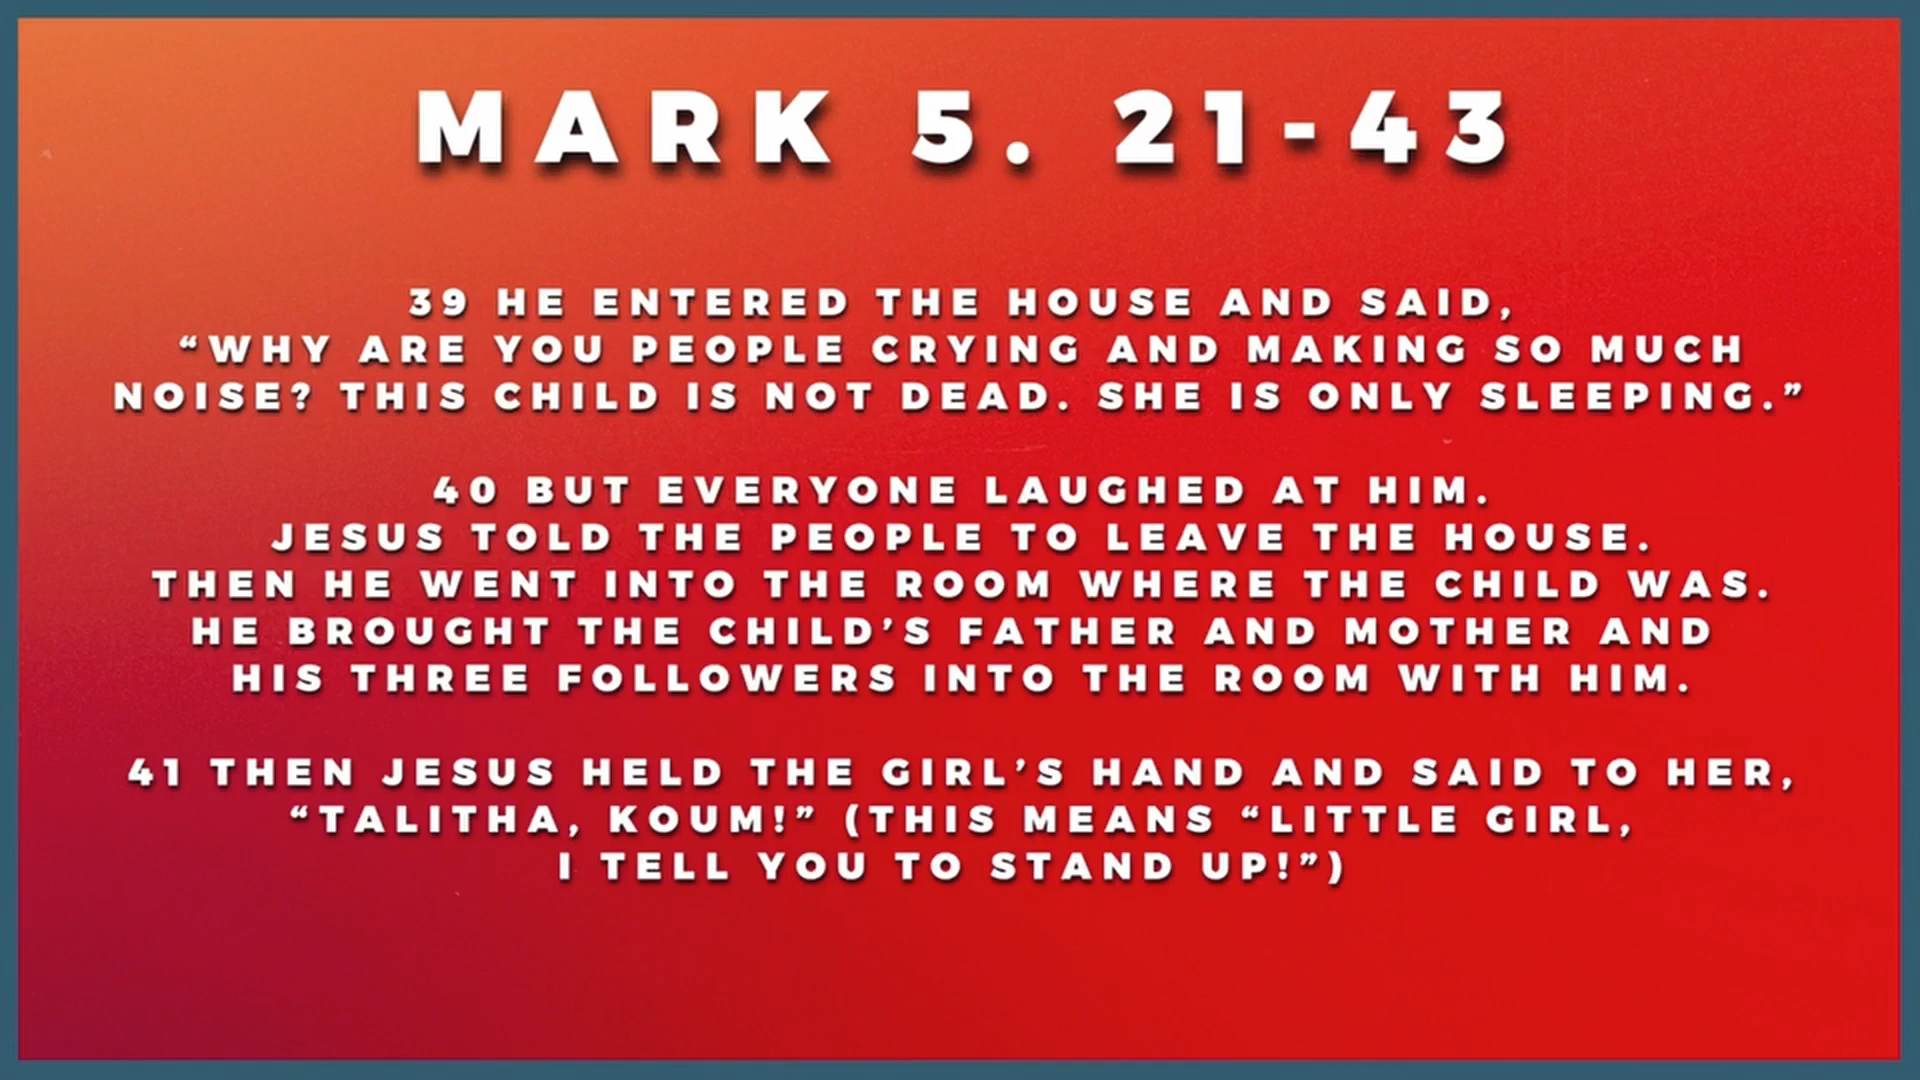 MARK 5. 21-43
39 HE ENTERED THE HOUSE AND SAID,
“WHY ARE YOU PEOPLE CRYING AND MAKING SO MUCH
NOISE? THIS CHILD IS NOT DEAD. SHE IS ONLY SLEEPING.”
40 BUT EVERYONE LAUGHED AT HIM.
JESUS TOLD THE PEOPLE TO LEAVE THE HOUSE.
THEN HE WENT INTO THE ROOM WHERE THE CHILD WAS.
HE BROUGHT THE CHILD’S FATHER AND MOTHER AND
HIS THREE FOLLOWERS INTO THE ROOM WITH HIM.
41 THEN JESUS HELD THE GIRL’S HAND AND SAID TO HER,
“TALITHA, KOUM!” (THIS MEANS “LITTLE GIRL,
I TELL YOU TO STAND UP!”)